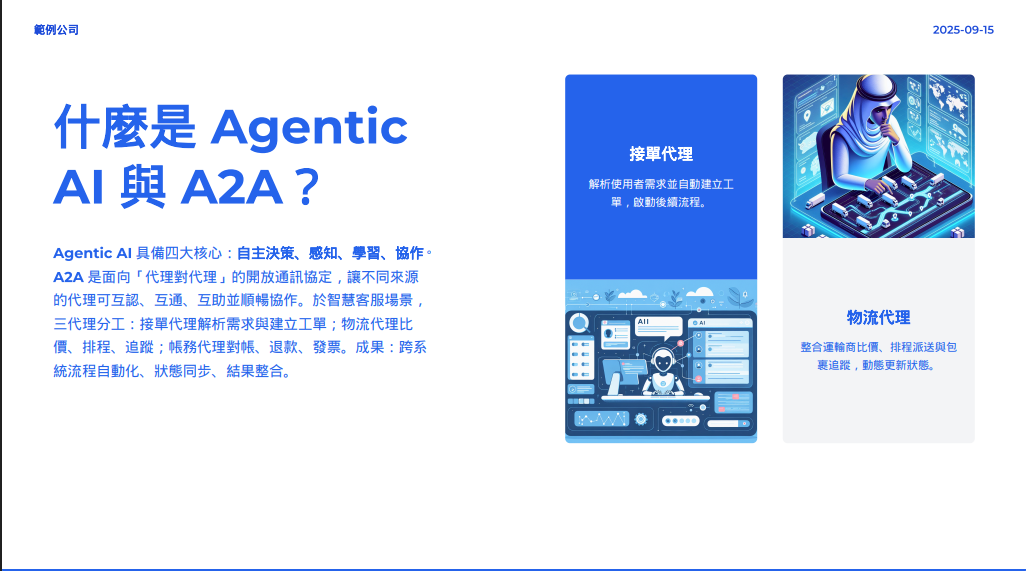 範例公司
2025-09-15
什麼是 Agentic
AI 與 A2A？
Agentic AI 具備四大核心：自主決策、感知、學習、協作。
A2A 是面向「代理對代理」的開放通訊協定，讓不同來源
的代理可互認、互通、互助並順暢協作。於智慧客服場景，
三代理分工：接單代理解析需求與建立工單；物流代理比
價、排程、追蹤；帳務代理對帳、退款、發票。成果：跨系
統流程自動化、狀態同步、結果整合。
接單代理
解析使用者需求並自動建立工
單，啟動後續流程。
AII
AI
物流代理
整合運輸商比價、排程派送與包
裹追蹤，動態更新狀態。